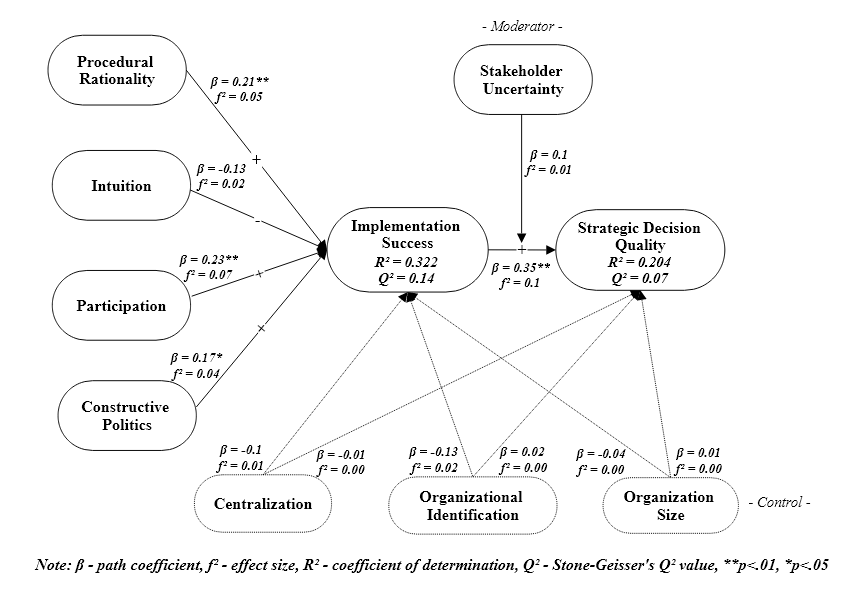 - Moderator -
Procedural
Rationality
β = 0.21**
f² = 0.05
+
Stakeholder
Uncertainty
β = 0.1
f² = 0.01
Intuition
β = -0.13
f² = 0.02
-
Participation
β = 0.23**
f² = 0.07
+
Constructive
Politics
β = 0.17*
f² = 0.04
+
Implementation
Success
R² = 0.322
Q² = 0.14
+
β = 0.35**
f² = 0.1
Strategic Decision
Quality
R² = 0.204
Q² = 0.07
β = -0.1
f² = 0.01
β = -0.01
f² = 0.00
β = -0.13
f² = 0.02
β = 0.02
f² = 0.00
β = -0.04
f² = 0.00
β = 0.01
f² = 0.00
Centralization
Organizational
Identification
Organization
Size
- Control -
Note: β - path coefficient, f² - effect size, R² - coefficient of determination, Q² - Stone-Geisser's Q² value, **p<.01, *p<.05